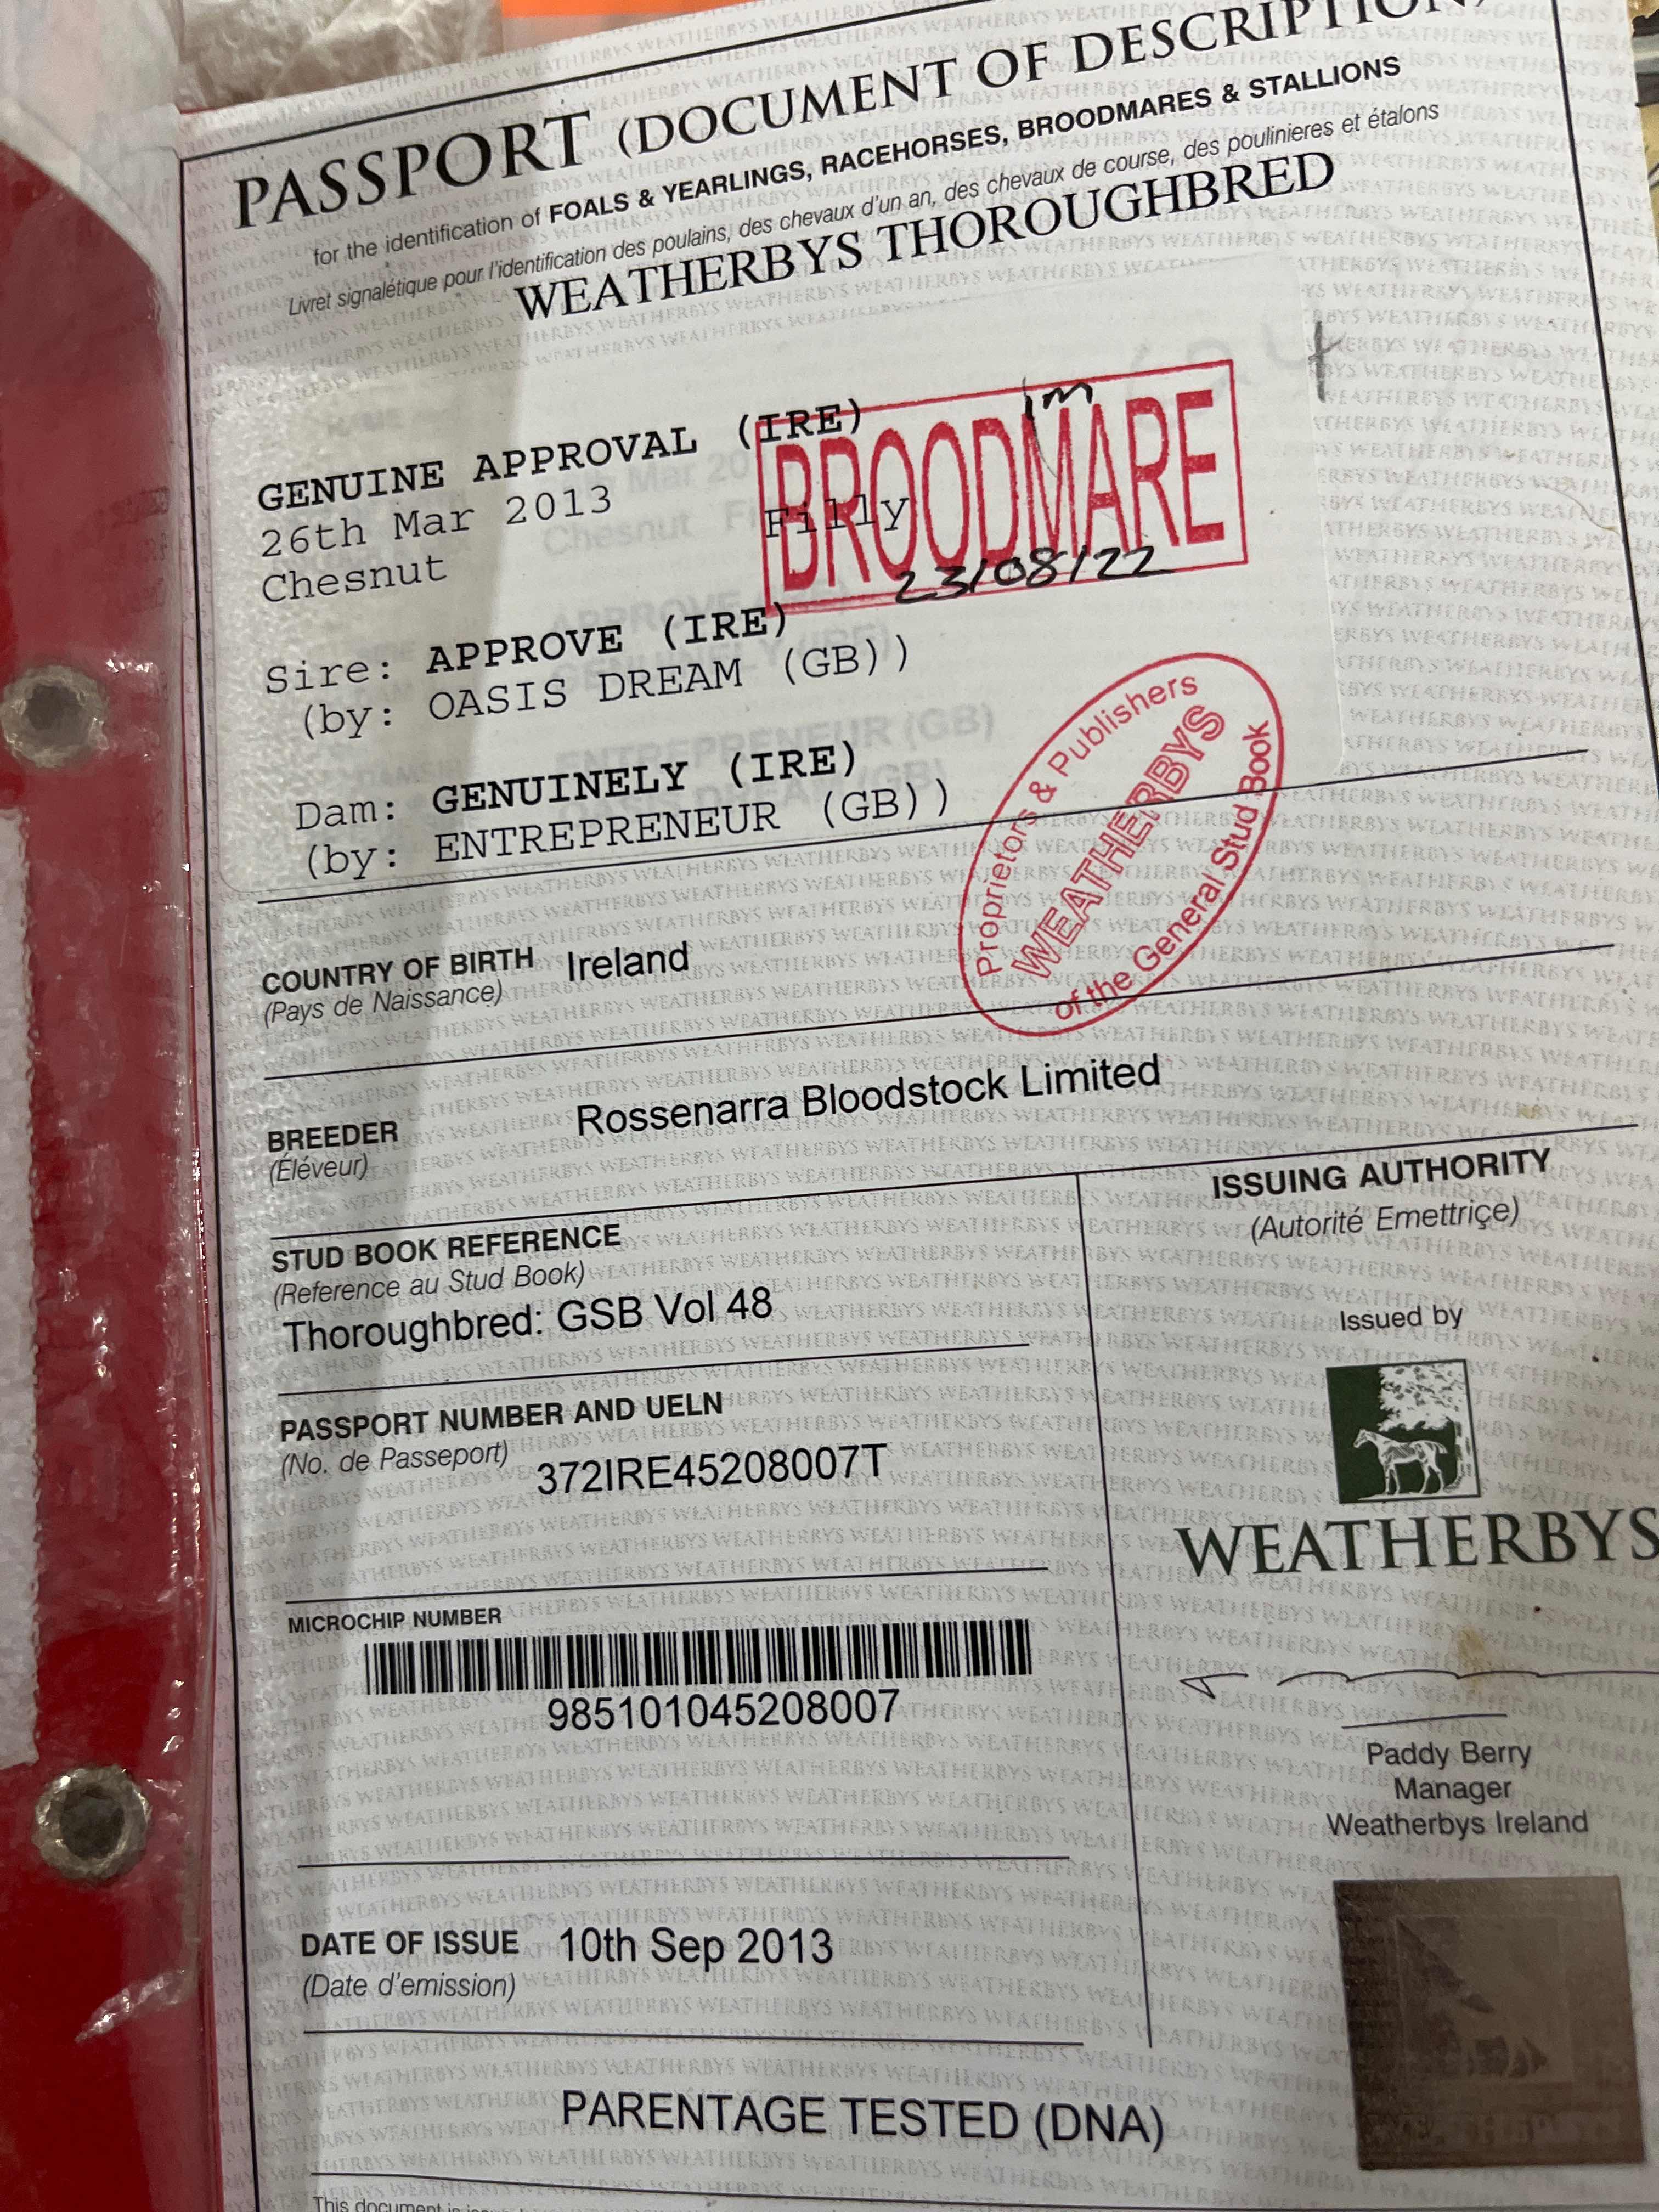 PASSPORT (DOCUMENT OF DESCRIPTION)
for the identification of FOALS & YEARLINGS, RACEHORSES, BROODMARES & STALLIONS
Livret signalétique pour l'identification des poulains, des chevaux d'un an, des chevaux de course, des poulinieres et étalons
WEATHERBYS THOROUGHBRED
GENUINE APPROVAL (IRE)
26th Mar 2013 Filly
Chesnut
BROODMARE
23/08/22
Sire: APPROVE (IRE)
(by: OASIS DREAM (GB))
Dam: GENUINELY (IRE)
(by: ENTREPRENEUR (GB))
Proprietors & Publishers
WEATHERBYS
of the General Stud Book
COUNTRY OF BIRTH Ireland
(Pays de Naissance)
BREEDER Rossenarra Bloodstock Limited
(Éléveur)
STUD BOOK REFERENCE
(Reference au Stud Book)
Thoroughbred: GSB Vol 48
PASSPORT NUMBER AND UELN
(No. de Passeport) 372IRE45208007T
MICROCHIP NUMBER
985101045208007
DATE OF ISSUE 10th Sep 2013
(Date d'emission)
ISSUING AUTHORITY
(Autorité Emettriçe)
Issued by
WEATHERBYS
Paddy Berry
Manager
Weatherbys Ireland
PARENTAGE TESTED (DNA)
This document is